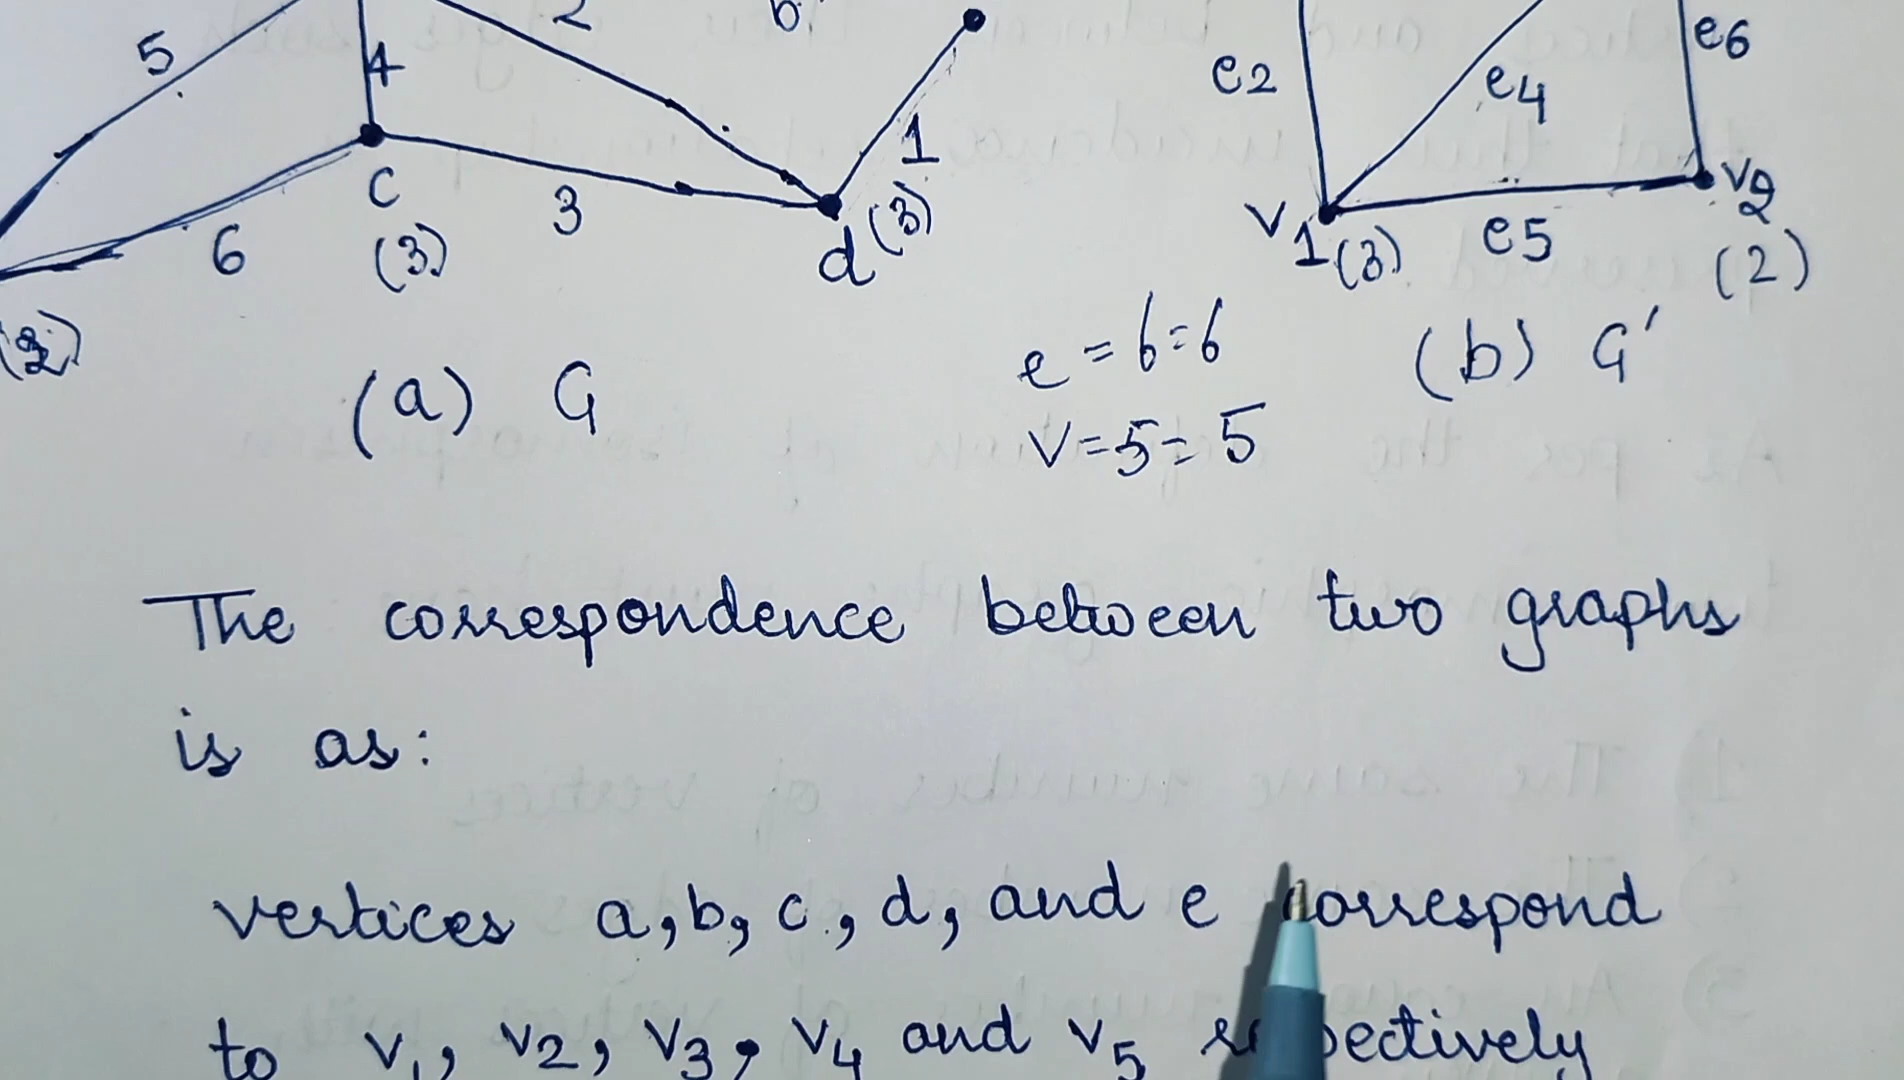 5
4
2
6
c
(3)
3
d (3)
1
e2
e4
e6
v1 (3)
e5
v2
(2)
(a) G
e = 6 = 6
v = 5 = 5
(b) G'
The correspondence between two graphs
is as:
vertices a, b, c, d, and e correspond
to v1, v2, v3, v4 and v5 respectively